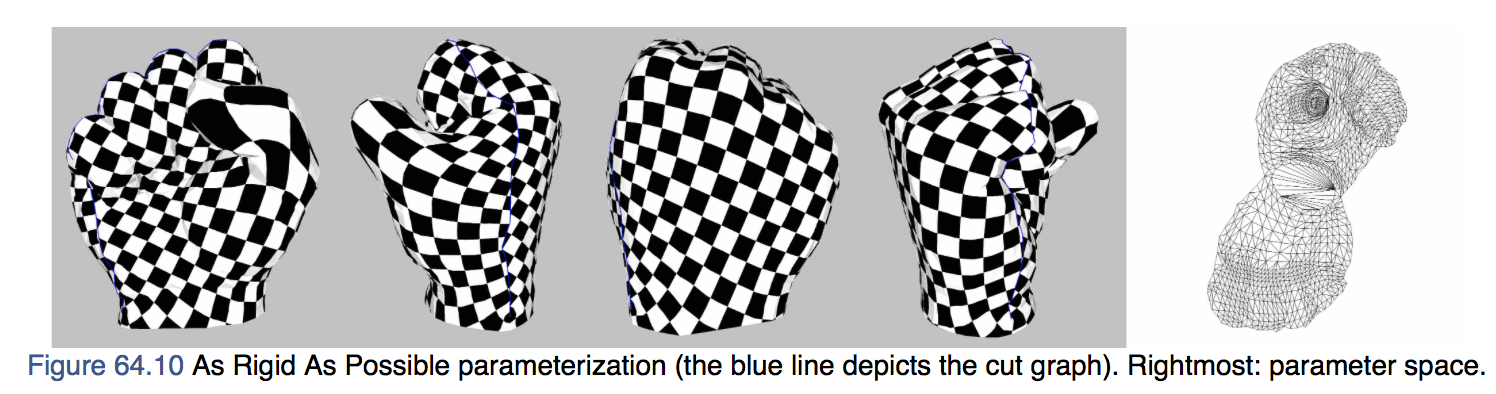 Figure 64.10 As Rigid As Possible parameterization (the blue line depicts the cut graph). Rightmost: parameter space.